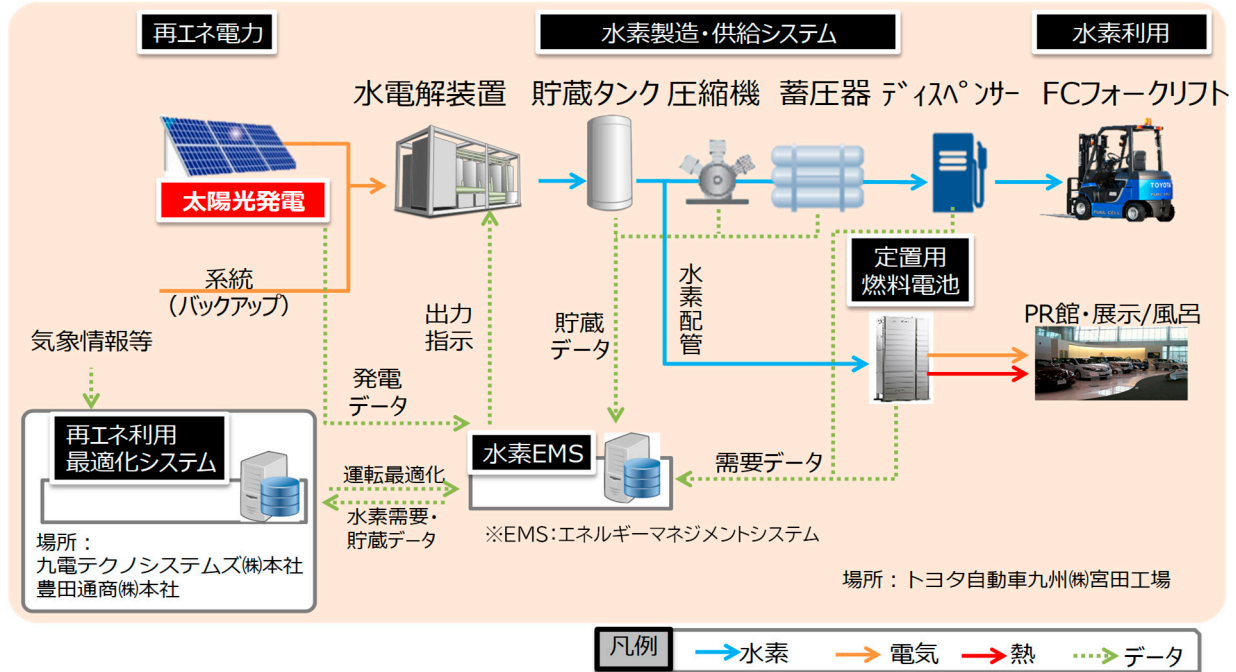 再エネ電力
水素製造・供給システム
水素利用
水電解装置
貯蔵タンク
圧縮機
蓄圧器
ディスペンサー
FCフォークリフト
太陽光発電
TOYOTA
FUEL CELL
系統
(バックアップ)
出力
指示
貯蔵
データ
水素配管
定置用
燃料電池
PR館・展示/風呂
気象情報等
発電
データ
再エネ利用
最適化システム
水素EMS
需要データ
運転最適化
水素需要・
貯蔵データ
※EMS：エネルギーマネジメントシステム
場所：
九電テクノシステムズ㈱本社
豊田通商㈱本社
場所：トヨタ自動車九州㈱宮田工場
凡例
水素
電気
熱
データ